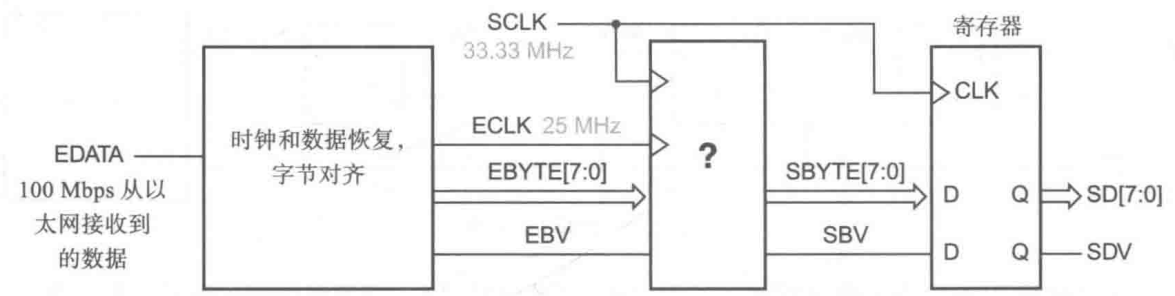 SCLK
33.33 MHz
寄存器
CLK
时钟和数据恢复，
字节对齐
ECLK 25 MHz
EDATA
100 Mbps 从以
太网接收到
的数据
?
EBYTE[7:0]
SBYTE[7:0]
D Q
SD[7:0]
EBV
SBV
D Q
SDV